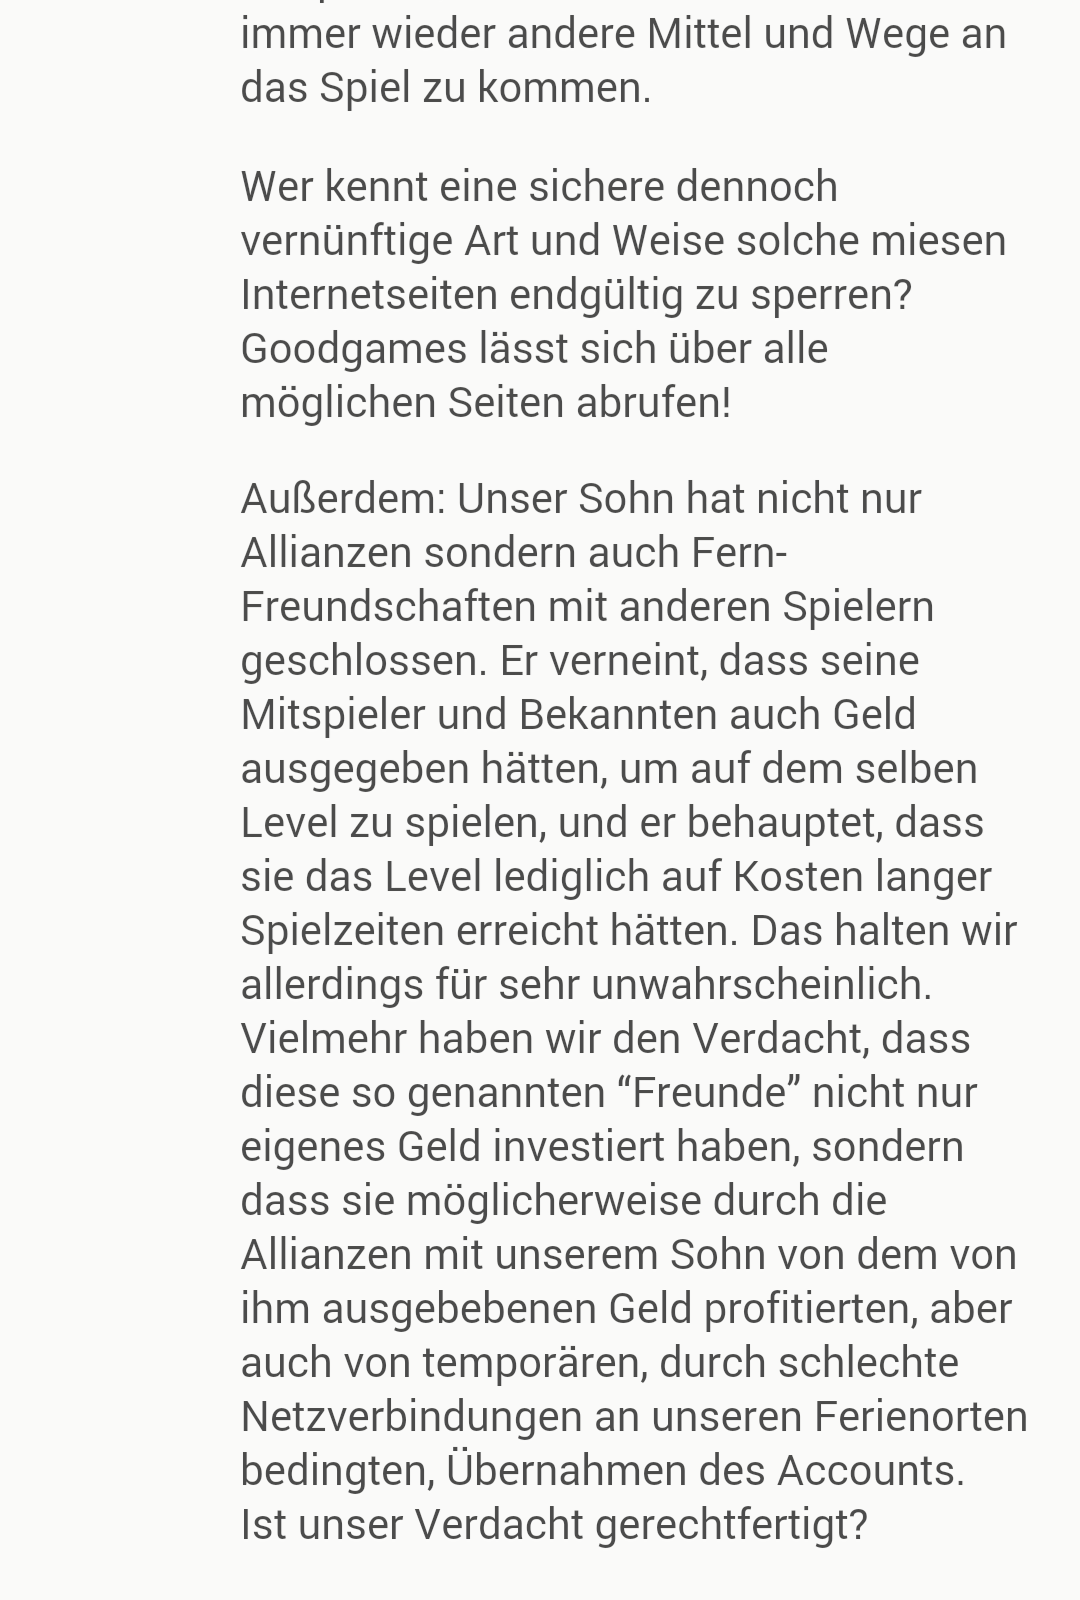 immer wieder andere Mittel und Wege an
das Spiel zu kommen.
Wer kennt eine sichere dennoch
vernünftige Art und Weise solche miesen
Internetseiten endgültig zu sperren?
Goodgames lässt sich über alle
möglichen Seiten abrufen!
Außerdem: Unser Sohn hat nicht nur
Allianzen sondern auch Fern-
Freundschaften mit anderen Spielern
geschlossen. Er verneint, dass seine
Mitspieler und Bekannten auch Geld
ausgegeben hätten, um auf dem selben
Level zu spielen, und er behauptet, dass
sie das Level lediglich auf Kosten langer
Spielzeiten erreicht hätten. Das halten wir
allerdings für sehr unwahrscheinlich.
Vielmehr haben wir den Verdacht, dass
diese so genannten “Freunde” nicht nur
eigenes Geld investiert haben, sondern
dass sie möglicherweise durch die
Allianzen mit unserem Sohn von dem von
ihm ausgebebenen Geld profitierten, aber
auch von temporären, durch schlechte
Netzverbindungen an unseren Ferienorten
bedingten, Übernahmen des Accounts.
Ist unser Verdacht gerechtfertigt?